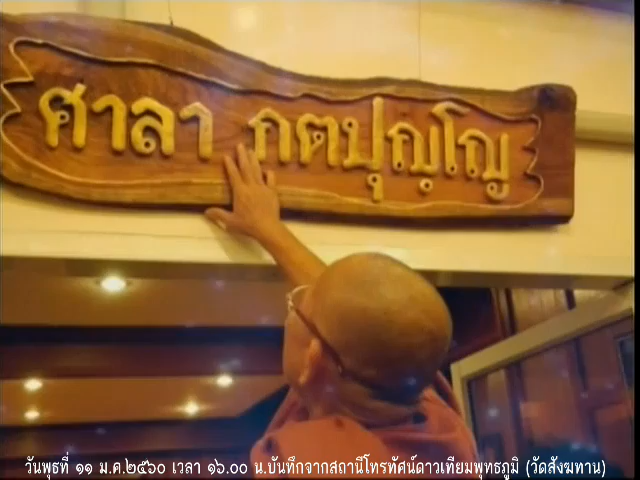 ศาลา กตปุญฺโญ
วันพุธที่ ๑๑ ม.ค.๒๕๖๐ เวลา ๑๖.๐๐ น.บันทึกจากสถานีโทรทัศน์ดาวเทียมพุทธภูมิ (วัดสังฆทาน)